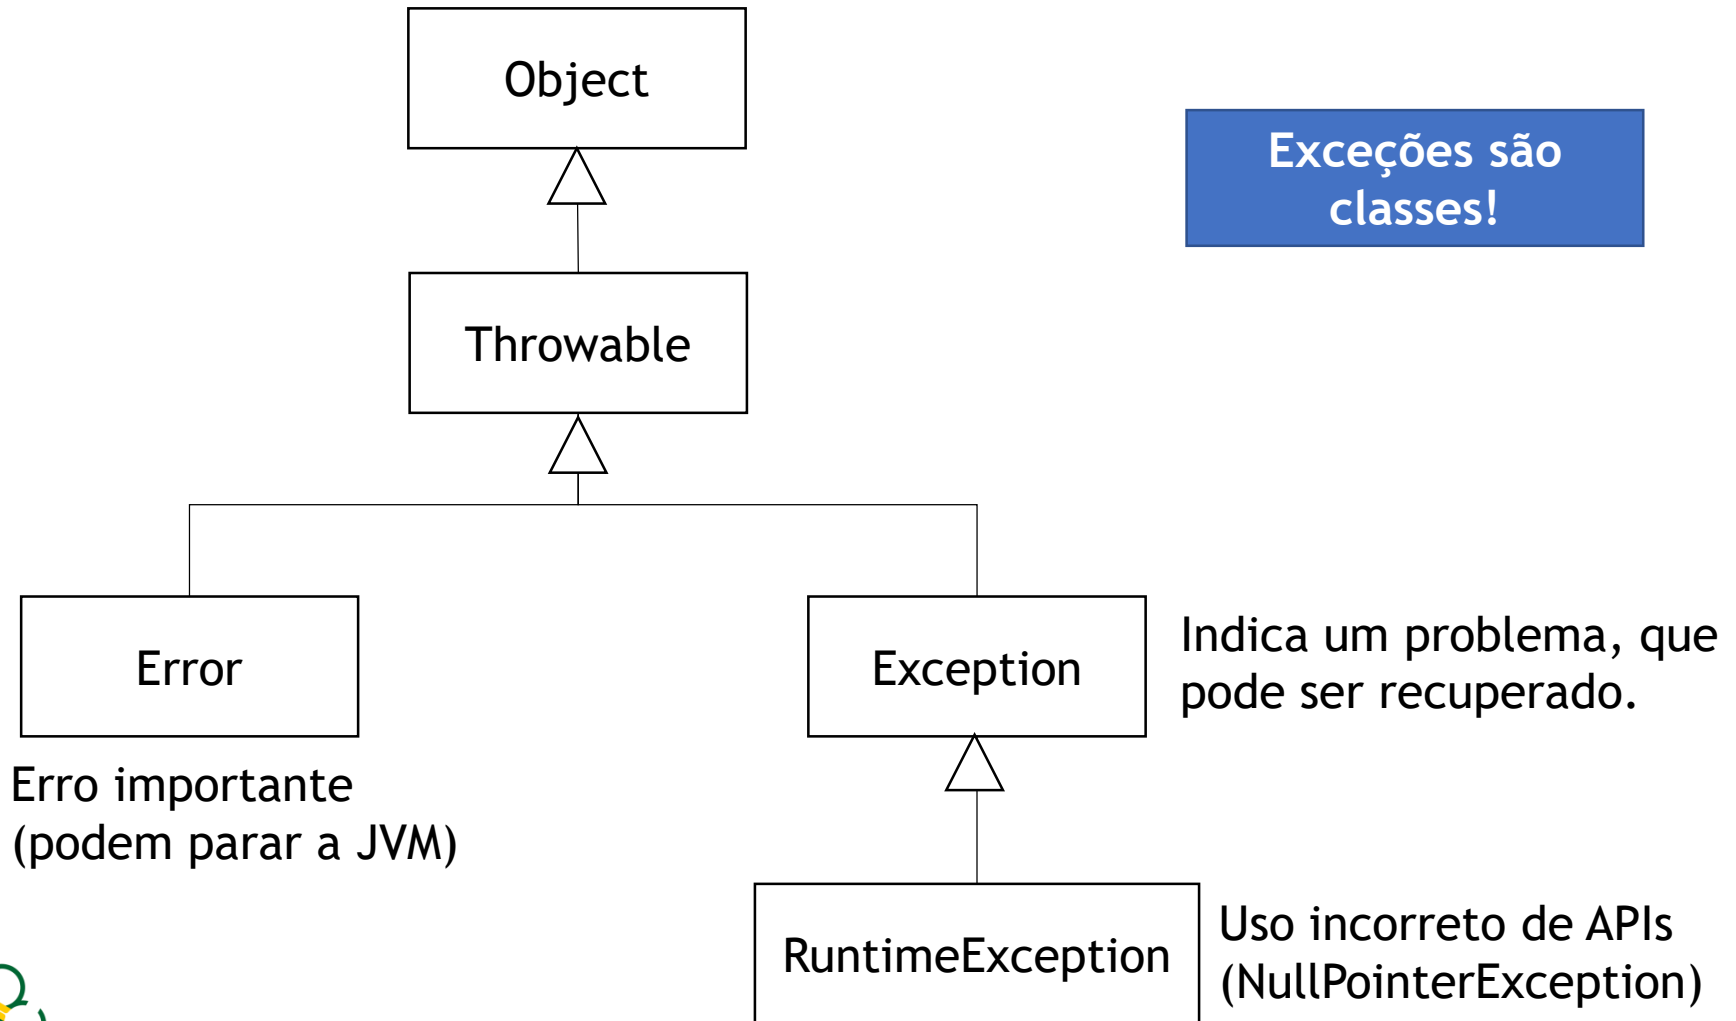 Object
Exceções são
classes!
Throwable
Error
Exception
Indica um problema, que
pode ser recuperado.
Erro importante
(podem parar a JVM)
RuntimeException
Uso incorreto de APIs
(NullPointerException)